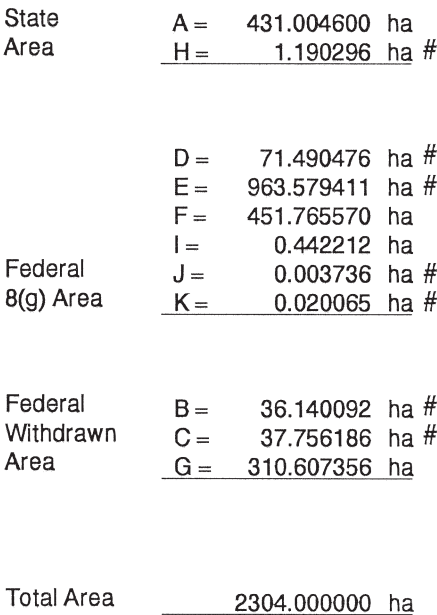 State A = 431.004600 ha
Area H = 1.190296 ha #
D = 71.490476 ha #
E = 963.579411 ha #
F = 451.765570 ha
I = 0.442212 ha
Federal J = 0.003736 ha #
8(g) Area K = 0.020065 ha #
Federal B = 36.140092 ha #
Withdrawn C = 37.756186 ha #
Area G = 310.607356 ha
Total Area 2304.000000 ha